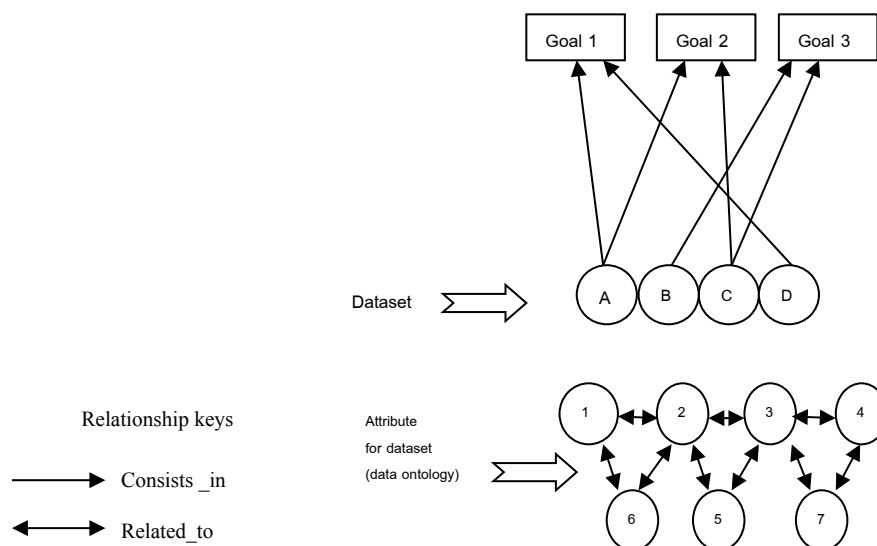 Goal 1
Goal 2
Goal 3
Dataset
A
B
C
D
Attribute
for dataset
(data ontology)
1
2
3
4
6
5
7
Relationship keys
Consists _in
Related_to